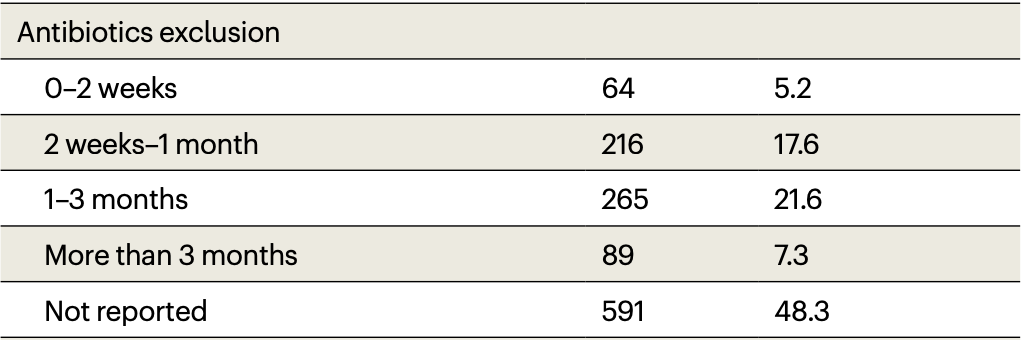 Antibiotics exclusion
0–2 weeks 64 5.2
2 weeks–1 month 216 17.6
1–3 months 265 21.6
More than 3 months 89 7.3
Not reported 591 48.3